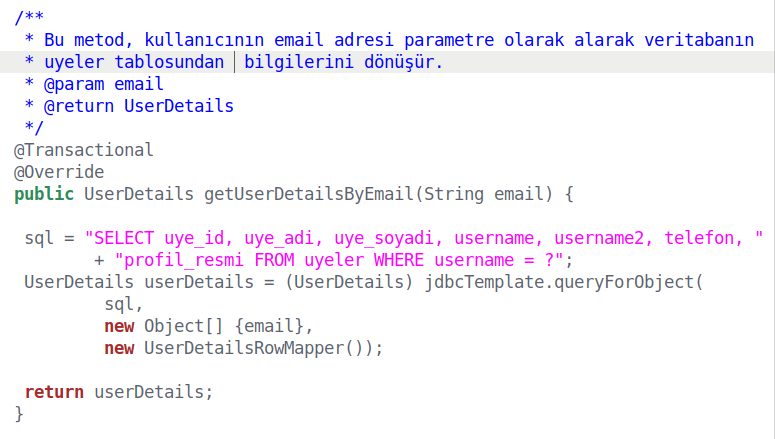 /**
 * Bu metod, kullanıcının email adresi parametre olarak alarak veritabanın
 * uyeler tablosundan  bilgilerini dönüşür.
 * @param email
 * @return UserDetails
 */
@Transactional
@Override
public UserDetails getUserDetailsByEmail(String email) {
 sql = "SELECT uye_id, uye_adi, uye_soyadi, username, username2, telefon, "
        + "profil_resmi FROM uyeler WHERE username = ?";
 UserDetails userDetails = (UserDetails) jdbcTemplate.queryForObject(
         sql,
         new Object[] {email},
         new UserDetailsRowMapper());
 return userDetails;
}